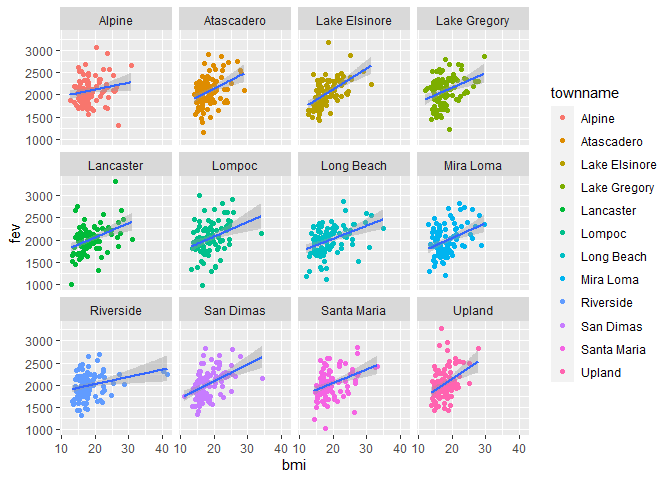 Alpine Atascadero Lake Elsinore Lake Gregory
3000
2500
2000
1500
1000
Lancaster Lompoc Long Beach Mira Loma
3000
2500
2000
1500
1000
Riverside San Dimas Santa Maria Upland
3000
2500
2000
1500
1000
10 20 30 40 10 20 30 40 10 20 30 40 10 20 30 40
bmi
fev
townname
Alpine
Atascadero
Lake Elsinore
Lake Gregory
Lancaster
Lompoc
Long Beach
Mira Loma
Riverside
San Dimas
Santa Maria
Upland